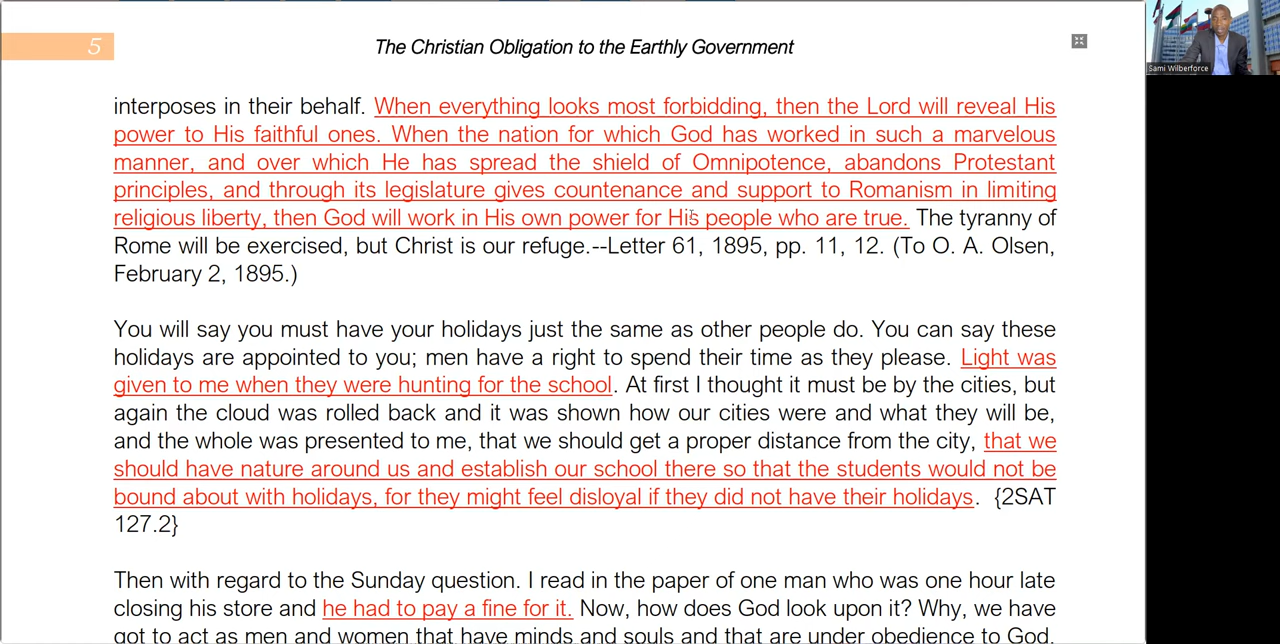 5
The Christian Obligation to the Earthly Government
Sami Wilberforce
interposes in their behalf. When everything looks most forbidding, then the Lord will reveal His
power to His faithful ones. When the nation for which God has worked in such a marvelous
manner, and over which He has spread the shield of Omnipotence, abandons Protestant
principles, and through its legislature gives countenance and support to Romanism in limiting
religious liberty, then God will work in His own power for His people who are true. The tyranny of
Rome will be exercised, but Christ is our refuge.--Letter 61, 1895, pp. 11, 12. (To O. A. Olsen,
February 2, 1895.)
You will say you must have your holidays just the same as other people do. You can say these
holidays are appointed to you; men have a right to spend their time as they please. Light was
given to me when they were hunting for the school. At first I thought it must be by the cities, but
again the cloud was rolled back and it was shown how our cities were and what they will be,
and the whole was presented to me, that we should get a proper distance from the city, that we
should have nature around us and establish our school there so that the students would not be
bound about with holidays, for they might feel disloyal if they did not have their holidays. {2SAT
127.2}
Then with regard to the Sunday question. I read in the paper of one man who was one hour late
closing his store and he had to pay a fine for it. Now, how does God look upon it? Why, we have
got to act as men and women that have minds and souls and that are under obedience to God.